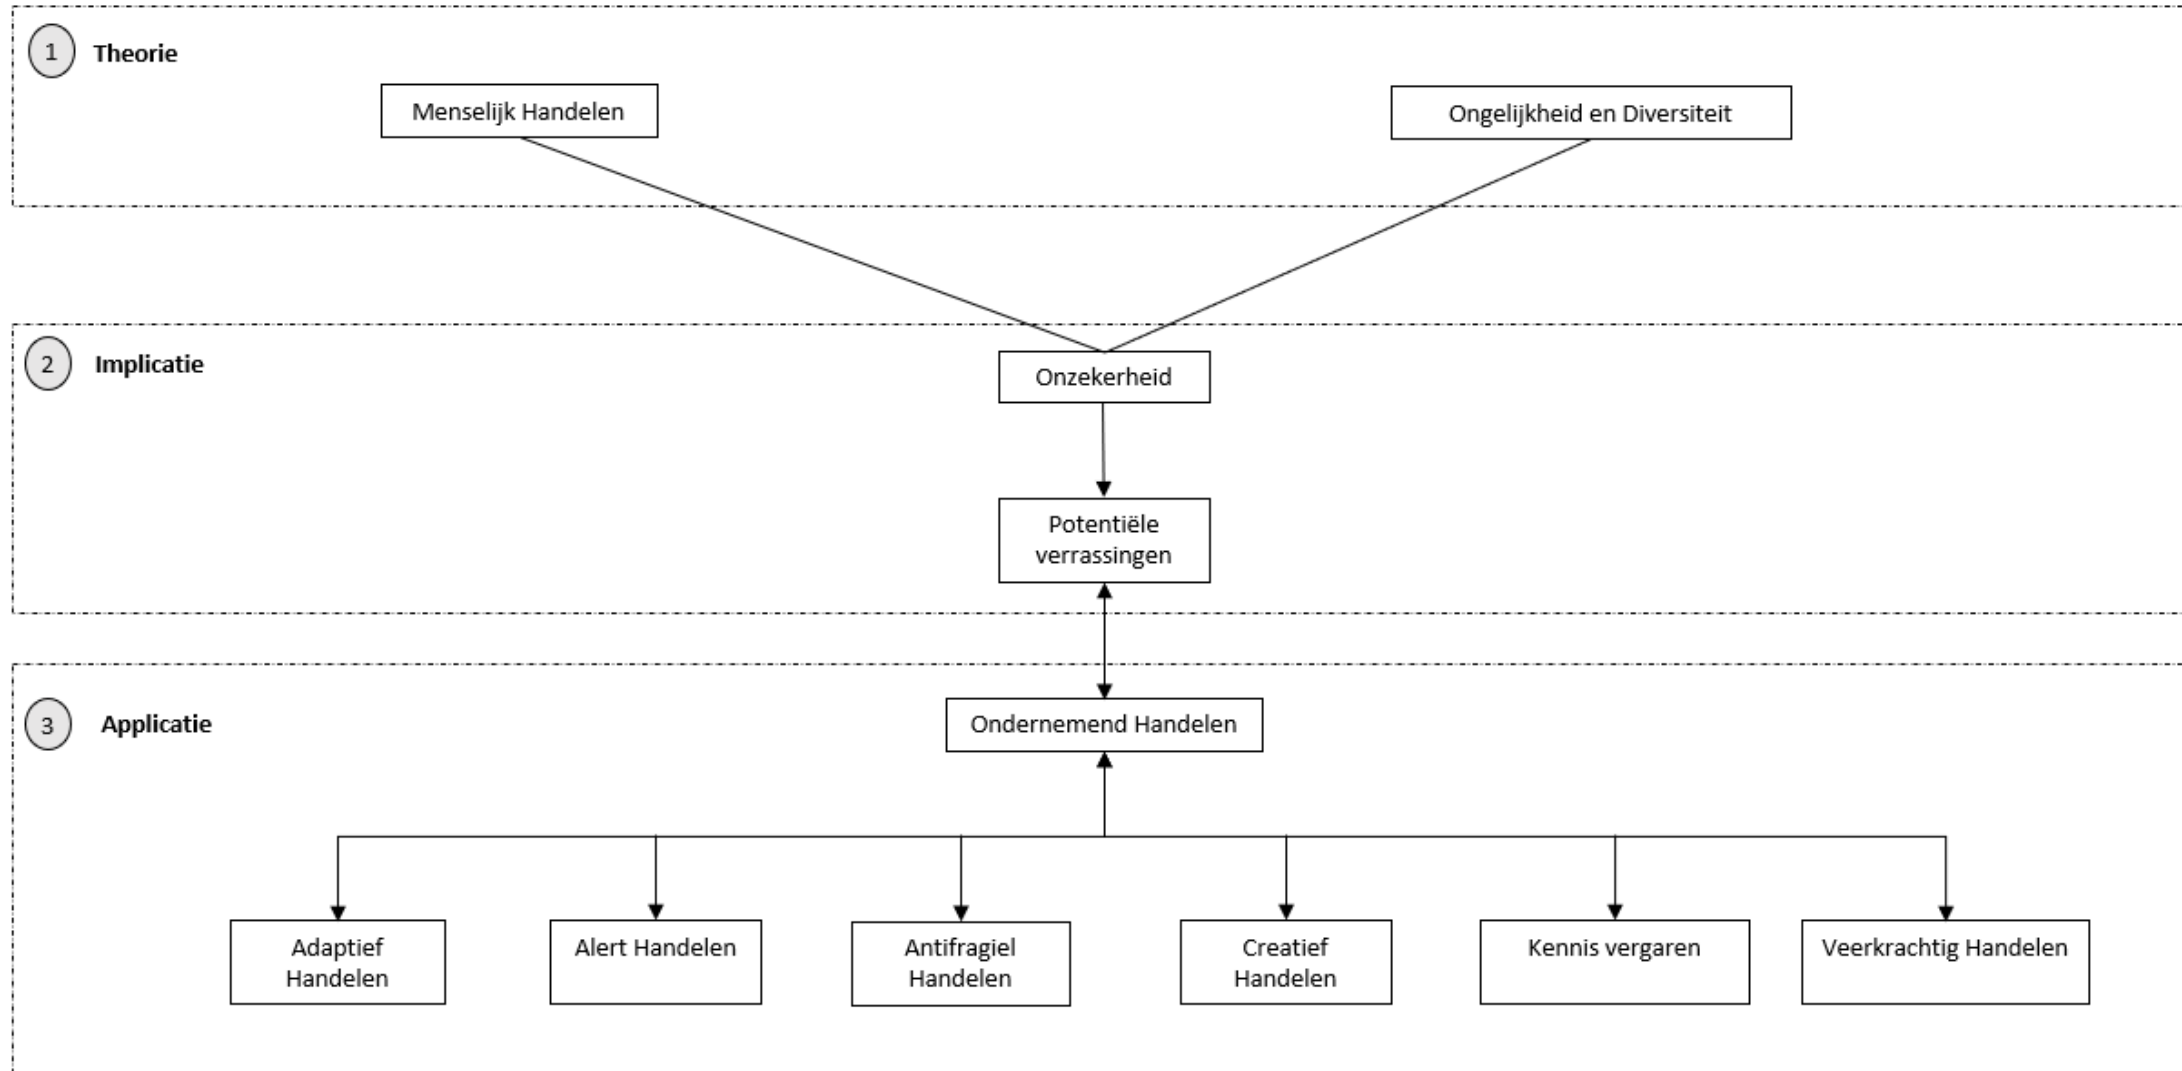 1
Theorie
Menselijk Handelen
Ongelijkheid en Diversiteit
2
Implicatie
Onzekerheid
Potentiële
verrassingen
3
Applicatie
Ondernemend Handelen
Adaptief
Handelen
Alert Handelen
Antifragiel
Handelen
Creatief
Handelen
Kennis vergaren
Veerkrachtig Handelen